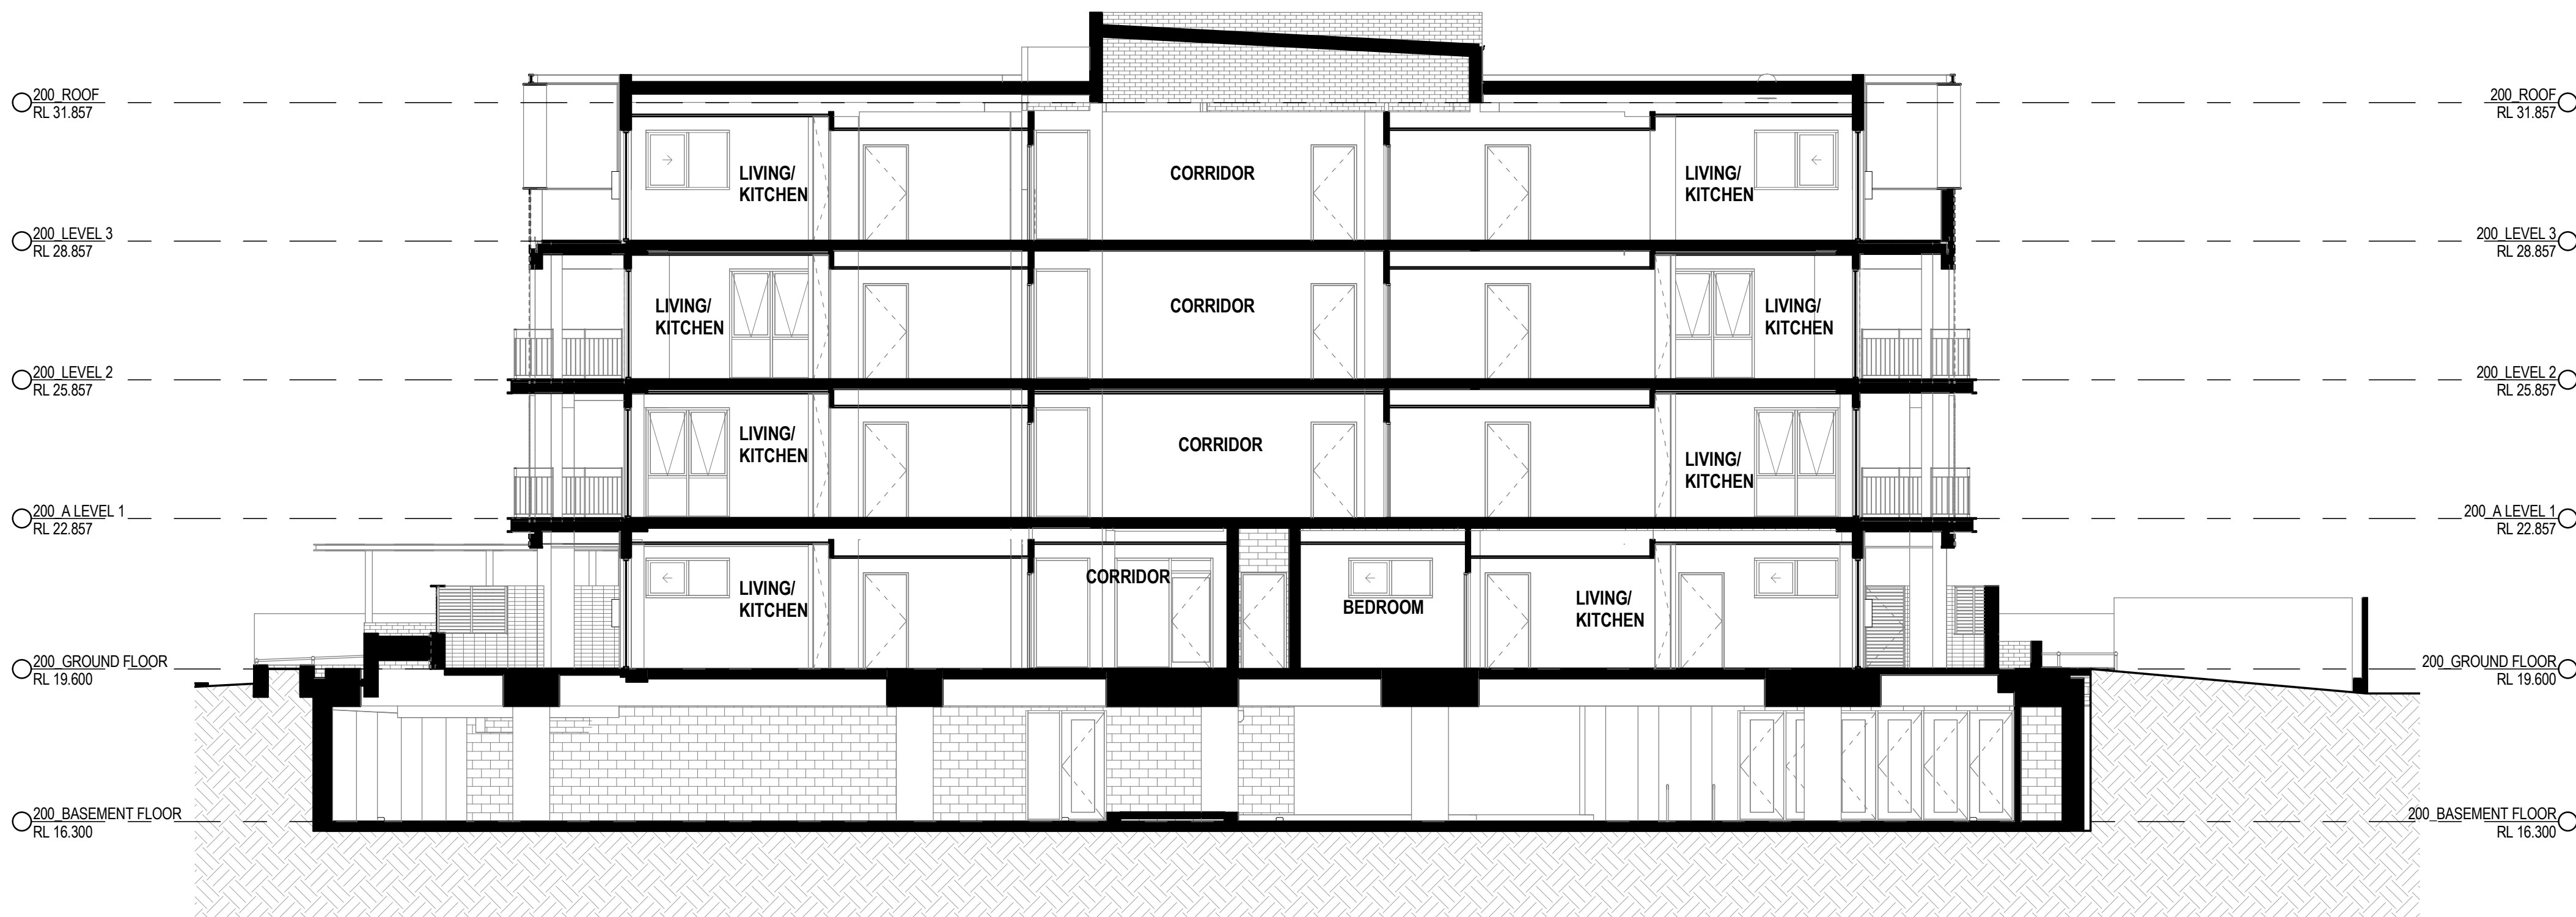 200_ROOF
RL 31.857
200_ROOF
RL 31.857
LIVING/
KITCHEN
CORRIDOR
LIVING/
KITCHEN
200_LEVEL 3
RL 28.857
200_LEVEL 3
RL 28.857
LIVING/
KITCHEN
CORRIDOR
LIVING/
KITCHEN
200_LEVEL 2
RL 25.857
200_LEVEL 2
RL 25.857
LIVING/
KITCHEN
CORRIDOR
LIVING/
KITCHEN
200_A LEVEL 1
RL 22.857
200_A LEVEL 1
RL 22.857
LIVING/
KITCHEN
CORRIDOR
BEDROOM
LIVING/
KITCHEN
200_GROUND FLOOR
RL 19.600
200_GROUND FLOOR
RL 19.600
200_BASEMENT FLOOR
RL 16.300
200_BASEMENT FLOOR
RL 16.300